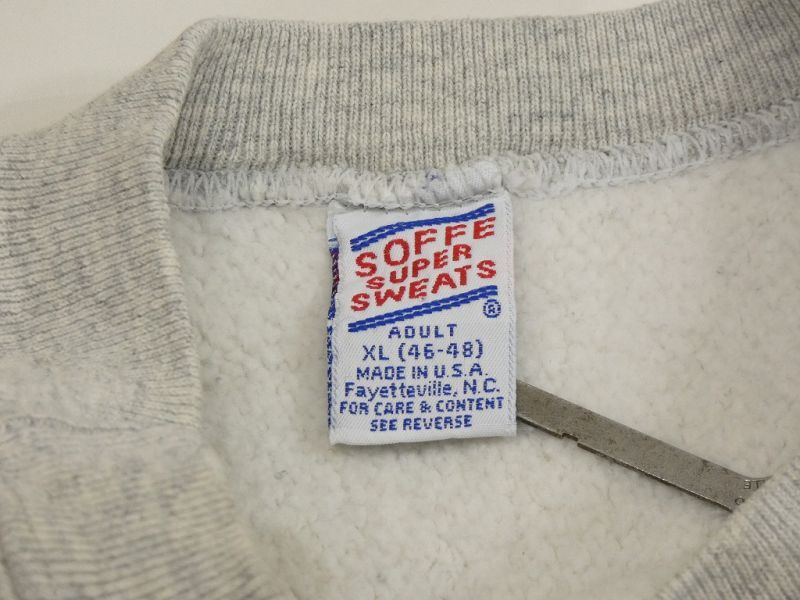 SOFFE
SUPER
SWEATS
®
ADULT
XL (46-48)
MADE IN U.S.A.
Fayetteville, N.C.
FOR CARE & CONTENT
SEE REVERSE